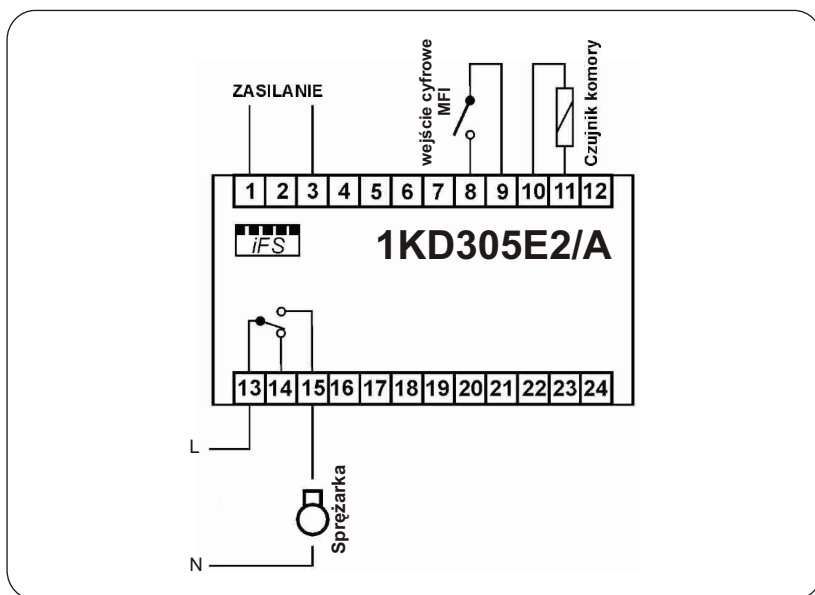 ZASILANIE
wejście cyfrowe
MFI
Czujnik komory
1 2 3 4 5 6 7 8 9 10 11 12
iFS
1KD305E2/A
13 14 15 16 17 18 19 20 21 22 23 24
L
Sprężarka
N